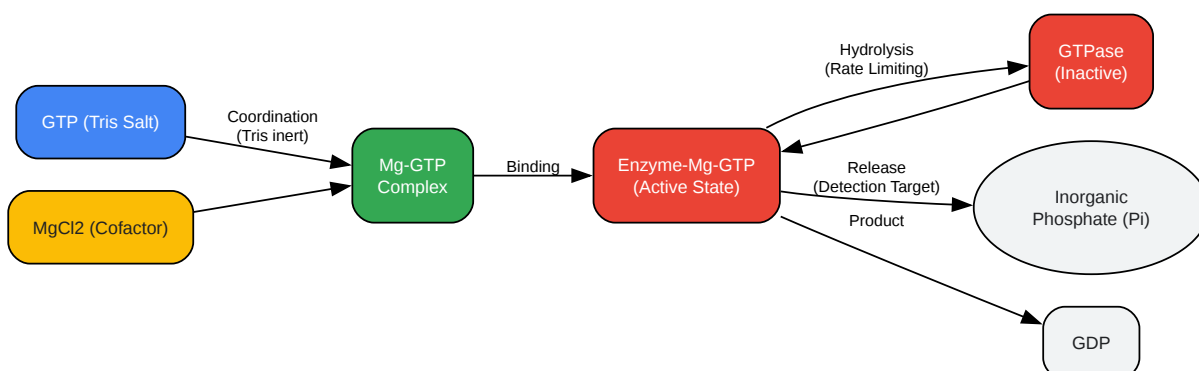 GTP (Tris Salt)
MgCl2 (Cofactor)
Coordination
(Tris inert)
Mg-GTP
Complex
Binding
Enzyme-Mg-GTP
(Active State)
Hydrolysis
(Rate Limiting)
GTPase
(Inactive)
Release
(Detection Target)
Inorganic
Phosphate (Pi)
Product
GDP